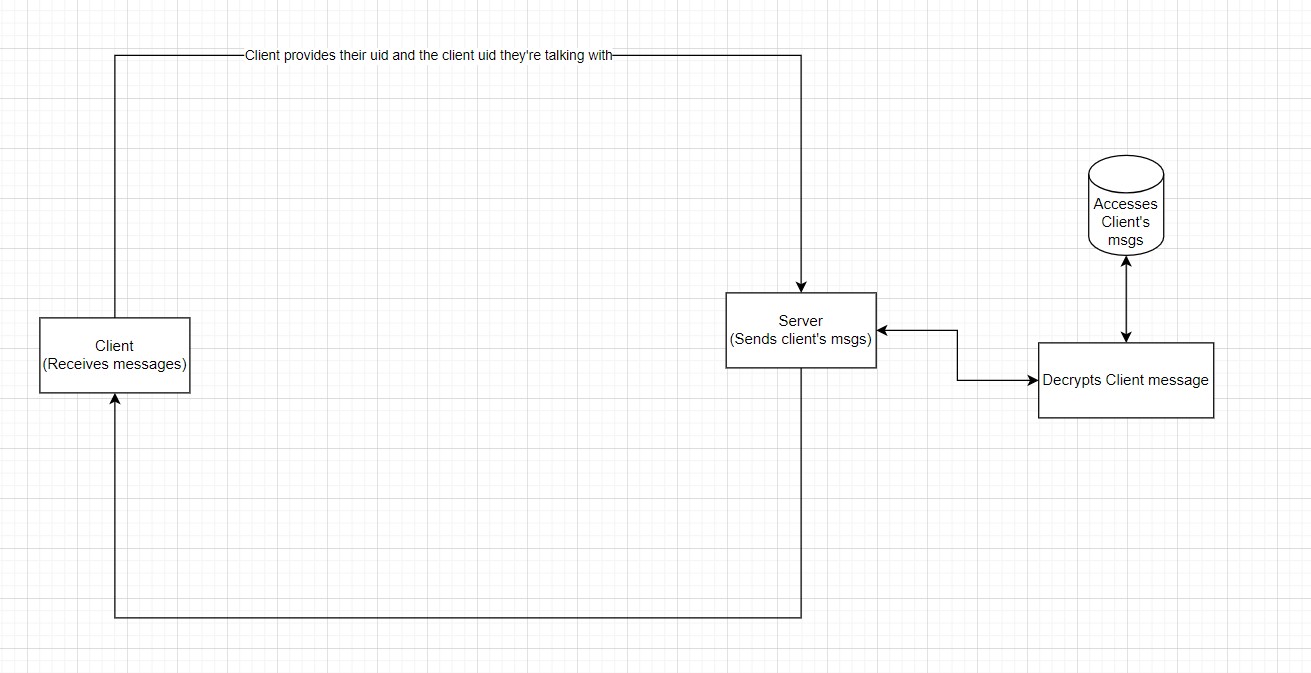 Client provides their uid and the client uid they're talking with
Accesses
Client's
msgs
Server
(Sends client's msgs)
Client
(Receives messages)
Decrypts Client message